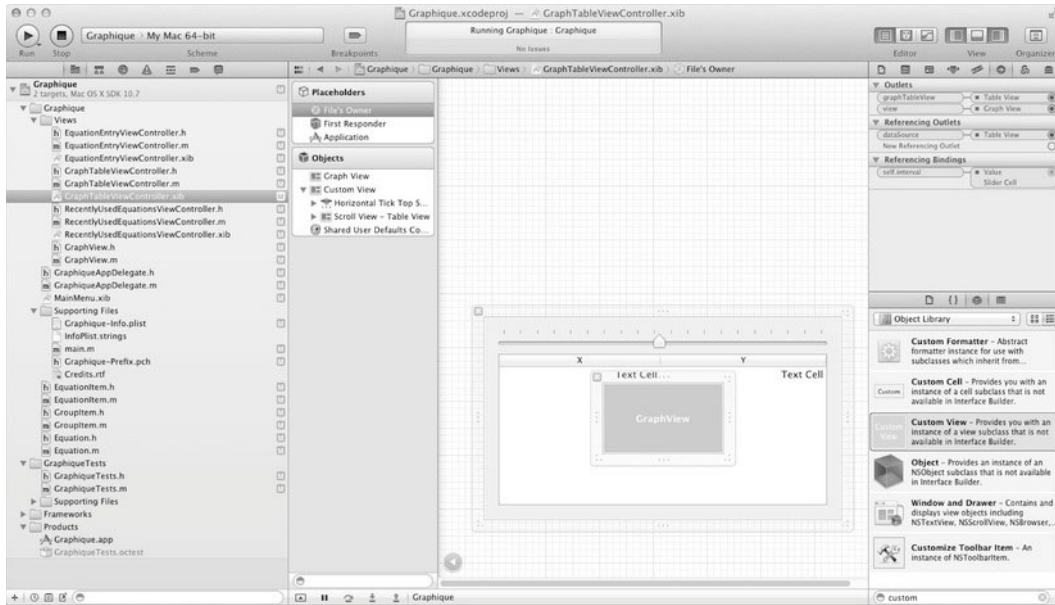 Graphique.xcodeproj — GraphTableViewController.xib
Graphique › My Mac 64-bit
Running Graphique : Graphique
No Issues
Run Stop Scheme Breakpoints Editor View Organizer
Graphique › Graphique › Views › GraphTableViewController.xib › File's Owner
Graphique
2 targets, Mac OS X SDK 10.7
Graphique
Views
EquationEntryViewController.h
EquationEntryViewController.m
EquationEntryViewController.xib
GraphTableViewController.h
GraphTableViewController.m
GraphTableViewController.xib
RecentlyUsedEquationsViewController.h
RecentlyUsedEquationsViewController.m
RecentlyUsedEquationsViewController.xib
GraphView.h
GraphView.m
GraphiqueAppDelegate.h
GraphiqueAppDelegate.m
MainMenu.xib
Supporting Files
Graphique-Info.plist
InfoPlist.strings
main.m
Graphique-Prefix.pch
Credits.rtf
EquationItem.h
EquationItem.m
GroupItem.h
GroupItem.m
Equation.h
Equation.m
GraphiqueTests
GraphiqueTests.h
GraphiqueTests.m
Supporting Files
Frameworks
Products
Graphique.app
GraphiqueTests.octest
Placeholders
File's Owner
First Responder
Application
Objects
Graph View
Custom View
Horizontal Tick Top S...
Scroll View - Table View
Shared User Defaults Co...
X Y
Text Cell... Text Cell
GraphView
Graphique
Outlets
graphTableView Table View
view Graph View
Referencing Outlets
dataSource Table View
New Referencing Outlet
Referencing Bindings
self.interval Value
Slider Cell
Object Library
Custom Formatter – Abstract
formatter instance for use with
subclasses which inherit from...
Custom
Custom Cell – Provides you with an
instance of a cell subclass that is not
available in Interface Builder.
Custom
View
Custom View – Provides you with an
instance of a view subclass that is not
available in Interface Builder.
Object – Provides an instance of an
NSObject subclass that is not available
in Interface Builder.
Window and Drawer – Contains and
displays view objects including
NSTextView, NSScrollView, NSBrowser,...
Customize Toolbar Item – An
instance of NSToolbarItem.
custom